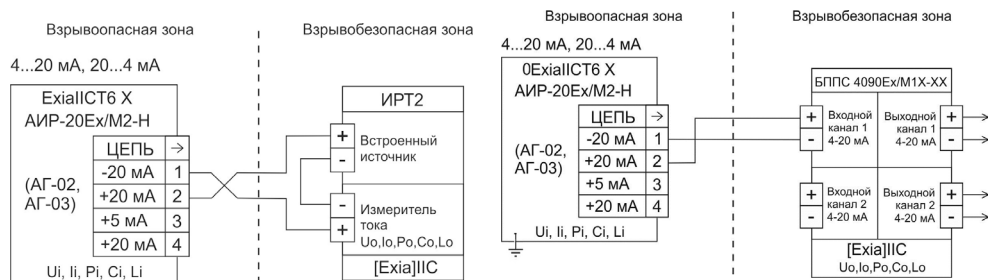 Взрывоопасная зона
Взрывобезопасная зона
4...20 мА, 20...4 мА
ExiaIICT6 X
АИР-20Ex/М2-Н
ЦЕПЬ →
-20 мА 1
+20 мА 2
+5 мА 3
+20 мА 4
(АГ-02,
АГ-03)
Ui, Ii, Pi, Ci, Li
ИРТ2
+
-
Встроенный
источник
-
+
Измеритель
тока
Uo,Io,Po,Co,Lo
[Exia]IIC
Взрывоопасная зона
Взрывобезопасная зона
4...20 мА, 20...4 мА
0ExiaIICT6 X
АИР-20Ex/М2-Н
ЦЕПЬ →
-20 мА 1
+20 мА 2
+5 мА 3
+20 мА 4
(АГ-02,
АГ-03)
Ui, Ii, Pi, Ci, Li
БППС 4090Ex/М1Х-ХХ
+
-
Входной
канал 1
4-20 мА
Выходной
канал 1
4-20 мА
+
-
+
-
Входной
канал 2
4-20 мА
Выходной
канал 2
4-20 мА
+
-
[Exia]IIC
Uo,Io,Po,Co,Lo